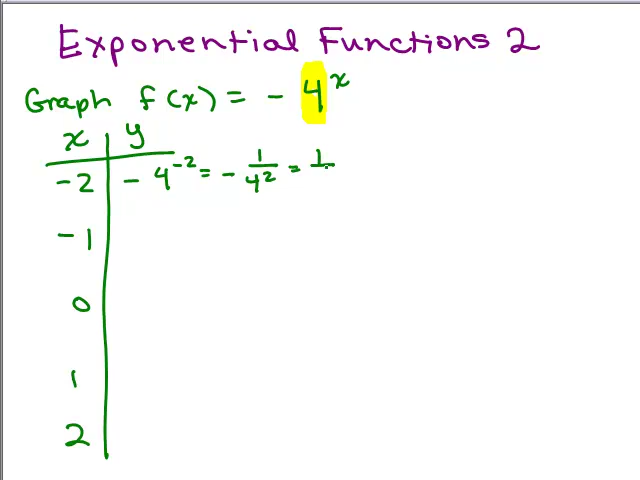 Exponential Functions 2
Graph f(x) = - 4^x
x y
-2 -4^-2 = - 1/4^2 = 1/
-1
0
1
2